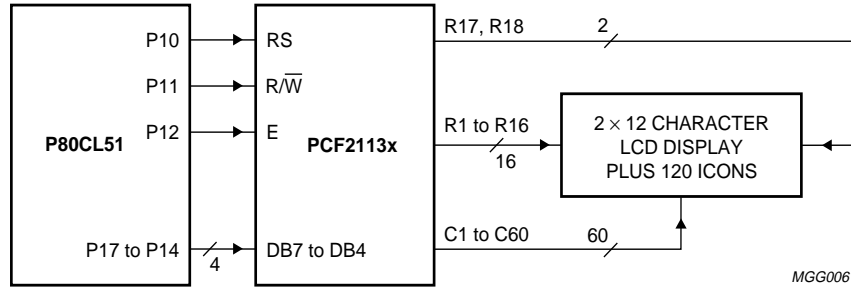 P10
RS
R17, R18
2
P11
R/W̅
P12
E
P80CL51
PCF2113x
R1 to R16
16
2 × 12 CHARACTER
LCD DISPLAY
PLUS 120 ICONS
P17 to P14
4
DB7 to DB4
C1 to C60
60
MGG006